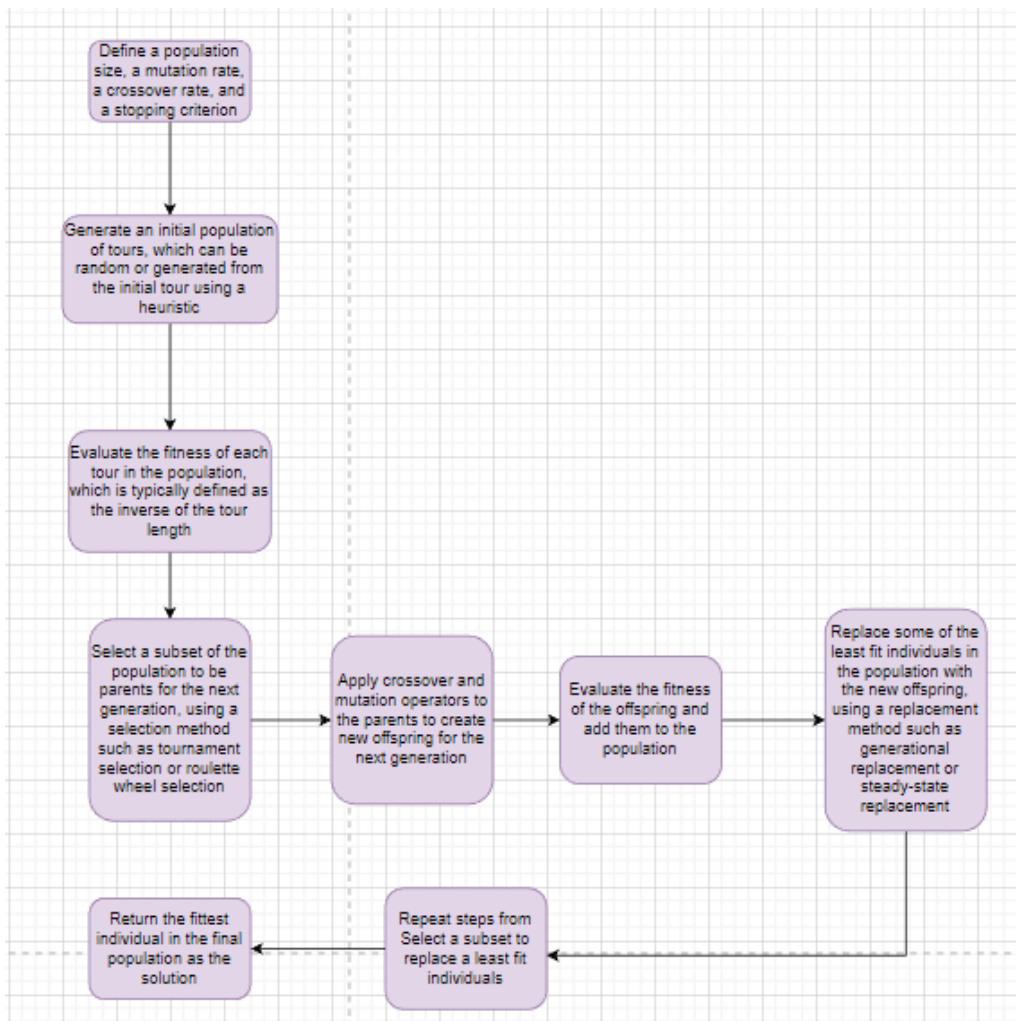 Define a population
size, a mutation rate,
a crossover rate, and
a stopping criterion
Generate an initial population
of tours, which can be
random or generated from
the initial tour using a
heuristic
Evaluate the fitness of each
tour in the population,
which is typically defined as
the inverse of the tour
length
Select a subset of the
population to be
parents for the next
generation, using a
selection method
such as tournament
selection or roulette
wheel selection
Apply crossover and
mutation operators to
the parents to create
new offspring for the
next generation
Evaluate the fitness
of the offspring and
add them to the
population
Replace some of the
least fit individuals in
the population with
the new offspring,
using a replacement
method such as
generational
replacement or
steady-state
replacement
Repeat steps from
Select a subset to
replace a least fit
individuals
Return the fittest
individual in the final
population as the
solution